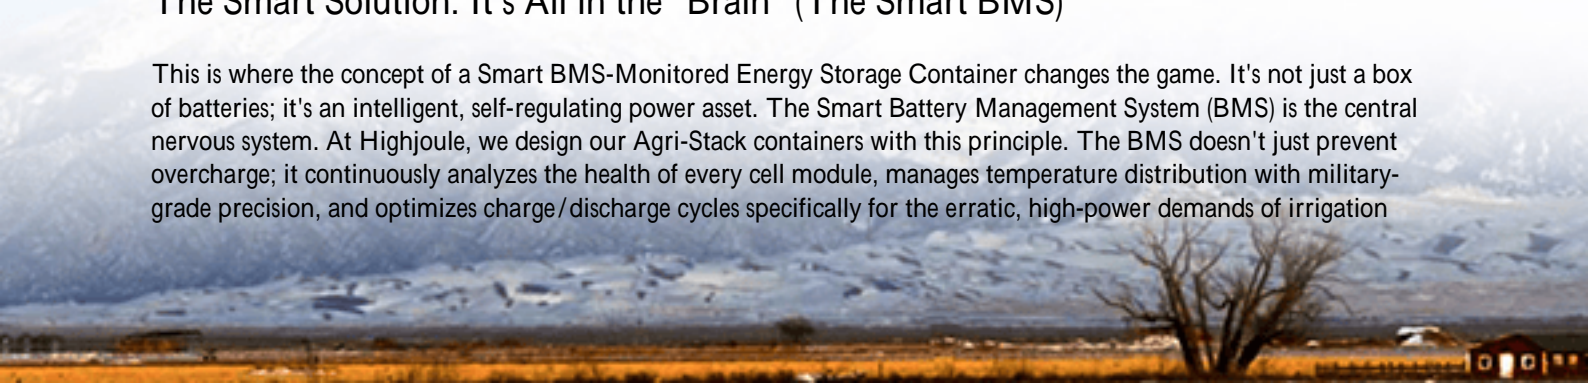 The Smart Solution: It's All in the "Brain" (The Smart BMS)
This is where the concept of a Smart BMS-Monitored Energy Storage Container changes the game. It's not just a box
of batteries; it's an intelligent, self-regulating power asset. The Smart Battery Management System (BMS) is the central
nervous system. At Highjoule, we design our Agri-Stack containers with this principle. The BMS doesn't just prevent
overcharge; it continuously analyzes the health of every cell module, manages temperature distribution with military-
grade precision, and optimizes charge/discharge cycles specifically for the erratic, high-power demands of irrigation